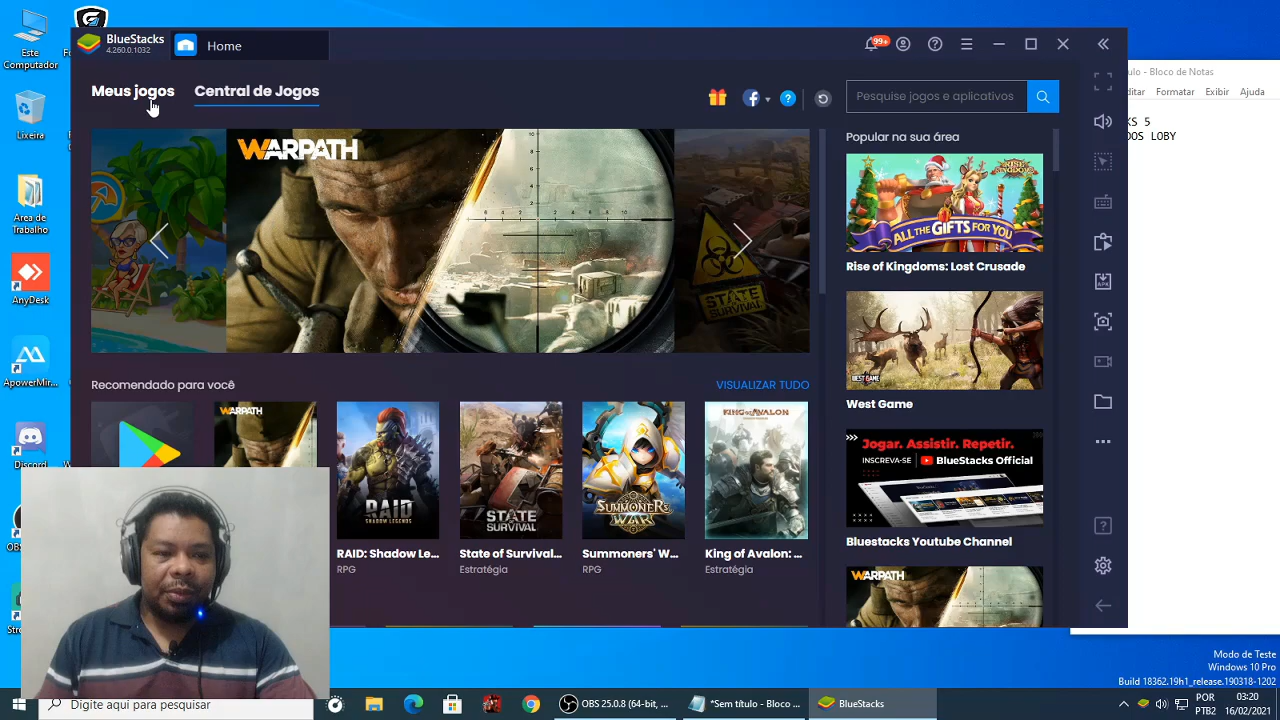 Este
Computador
BlueStacks
4.260.0.1032
Home
99+
Meus jogos
Central de Jogos
Pesquise jogos e aplicativos
ulo - Bloco de Notas
ditar Formatar Exibir Ajuda
KS 5
DOS LOBY
Lixeira
Área de
Trabalho
AnyDesk
ApowerMir...
Discord
WARPATH
STATE
SURVIVAL
Popular na sua área
RISE OF KINGDOMS
ALL THE GIFTS FOR YOU
Rise of Kingdoms: Lost Crusade
BEST GAME
West Game
Jogar. Assistir. Repetir.
INSCREVA-SE BlueStacks Official
Bluestacks Youtube Channel
WARPATH
Recomendado para você
VISUALIZAR TUDO
WARPATH
RAID
SHADOW LEGENDS
RAID: Shadow Le...
RPG
STATE
SURVIVAL
State of Survival...
Estratégia
SUMMONERS WAR
Summoners' W...
RPG
KING OF AVALON
King of Avalon: ...
Estratégia
APK
OBS
Str
Modo de Teste
Windows 10 Pro
Build 18362.19h1_release.190318-1202
Digite aqui para pesquisar
OBS 25.0.8 (64-bit, ...
*Sem título - Bloco ...
BlueStacks
POR
PTB2
03:20
16/02/2021